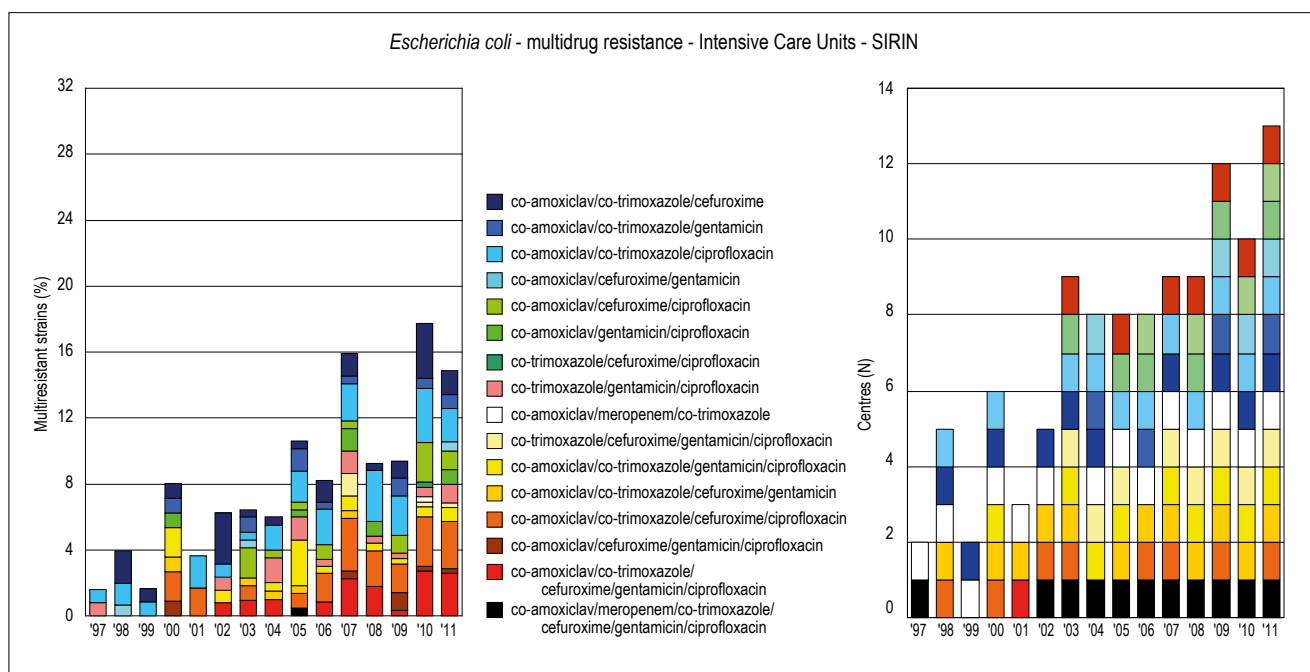 Escherichia coli - multidrug resistance - Intensive Care Units - SIRIN
Multiresistant strains (%)
32
28
24
20
16
12
8
4
0
'97 '98 '99 '00 '01 '02 '03 '04 '05 '06 '07 '08 '09 '10 '11
co-amoxiclav/co-trimoxazole/cefuroxime
co-amoxiclav/co-trimoxazole/gentamicin
co-amoxiclav/co-trimoxazole/ciprofloxacin
co-amoxiclav/cefuroxime/gentamicin
co-amoxiclav/cefuroxime/ciprofloxacin
co-amoxiclav/gentamicin/ciprofloxacin
co-trimoxazole/cefuroxime/ciprofloxacin
co-trimoxazole/gentamicin/ciprofloxacin
co-amoxiclav/meropenem/co-trimoxazole
co-trimoxazole/cefuroxime/gentamicin/ciprofloxacin
co-amoxiclav/co-trimoxazole/gentamicin/ciprofloxacin
co-amoxiclav/co-trimoxazole/cefuroxime/gentamicin
co-amoxiclav/co-trimoxazole/cefuroxime/ciprofloxacin
co-amoxiclav/cefuroxime/gentamicin/ciprofloxacin
co-amoxiclav/co-trimoxazole/
cefuroxime/gentamicin/ciprofloxacin
co-amoxiclav/meropenem/co-trimoxazole/
cefuroxime/gentamicin/ciprofloxacin
Centres (N)
14
12
10
8
6
4
2
0
'97 '98 '99 '00 '01 '02 '03 '04 '05 '06 '07 '08 '09 '10 '11